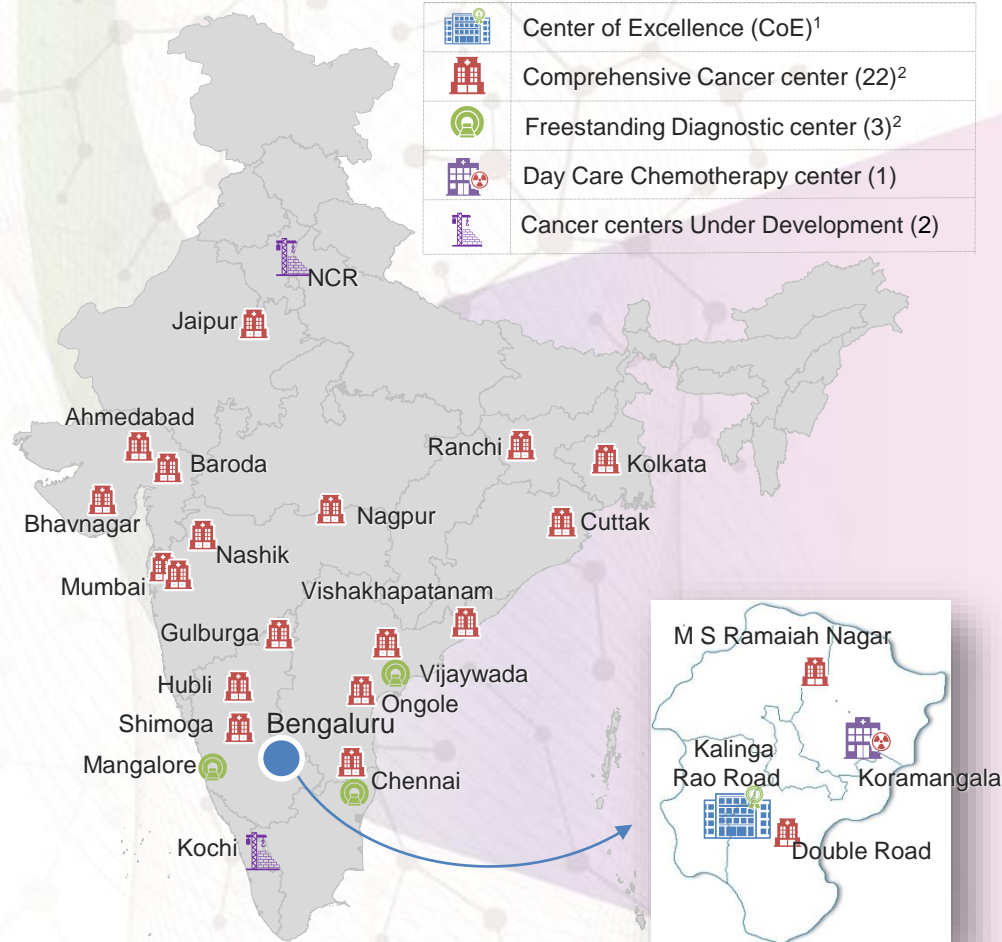 Center of Excellence (CoE)1
Comprehensive Cancer center (22)2
Freestanding Diagnostic center (3)2
Day Care Chemotherapy center (1)
Cancer centers Under Development (2)
NCR
Jaipur
Ahmedabad
Baroda
Bhavnagar
Ranchi
Kolkata
Nagpur
Cuttak
Nashik
Mumbai
Vishakhapatanam
Gulburga
Vijaywada
Hubli
Ongole
Shimoga
Bengaluru
Mangalore
Chennai
Kochi
M S Ramaiah Nagar
Kalinga
Rao Road
Koramangala
Double Road